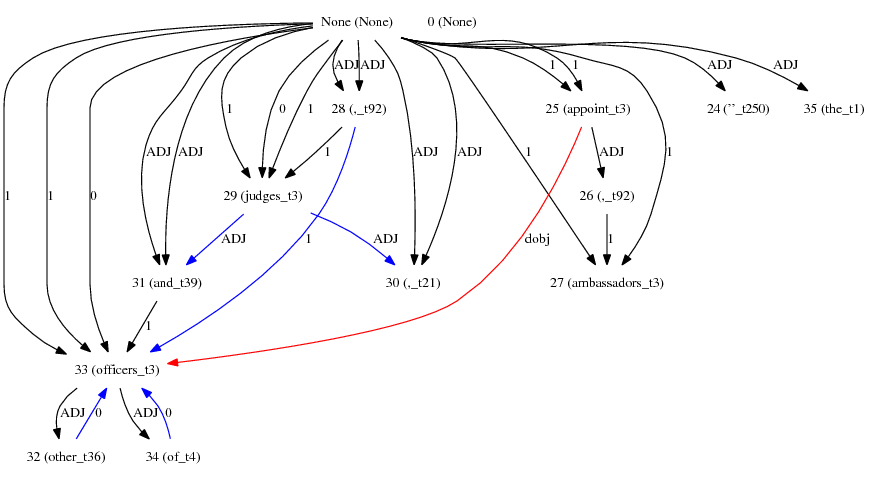 None (None) 0 (None)
ADJ ADJ 1 1 ADJ ADJ
1 0 1 28 (,_t92) 25 (appoint_t3) 24 ("_t250) 35 (the_t1)
1 1 0 ADJ ADJ 1 ADJ ADJ 1 ADJ 1
29 (judges_t3) 26 (,_t92)
ADJ 1 ADJ dobj 1
31 (and_t39) 30 (,_t21) 27 (ambassadors_t3)
1
33 (officers_t3)
ADJ 0 ADJ 0
32 (other_t36) 34 (of_t4)